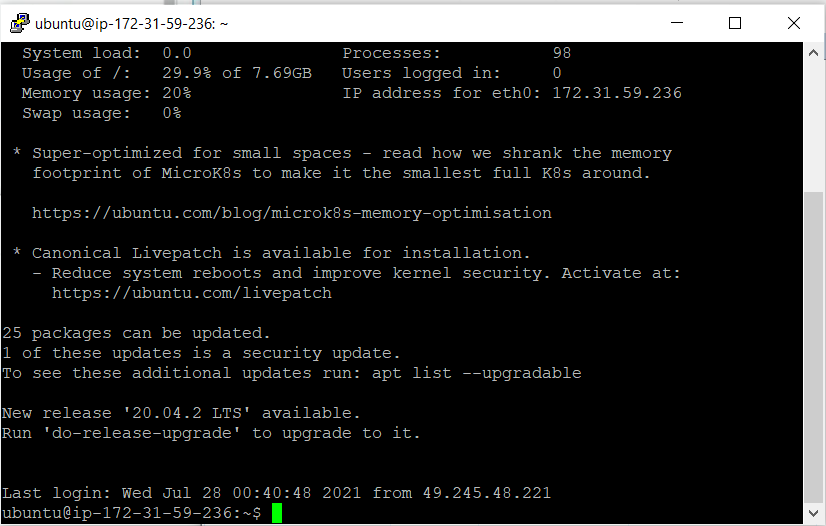 ubuntu@ip-172-31-59-236: ~
System load:  0.0               Processes:           98
Usage of /:   29.9% of 7.69GB   Users logged in:     0
Memory usage: 20%               IP address for eth0: 172.31.59.236
Swap usage:   0%
* Super-optimized for small spaces - read how we shrank the memory
footprint of MicroK8s to make it the smallest full K8s around.
https://ubuntu.com/blog/microk8s-memory-optimisation
* Canonical Livepatch is available for installation.
- Reduce system reboots and improve kernel security. Activate at:
https://ubuntu.com/livepatch
25 packages can be updated.
1 of these updates is a security update.
To see these additional updates run: apt list --upgradable
New release '20.04.2 LTS' available.
Run 'do-release-upgrade' to upgrade to it.
Last login: Wed Jul 28 00:40:48 2021 from 49.245.48.221
ubuntu@ip-172-31-59-236:~$